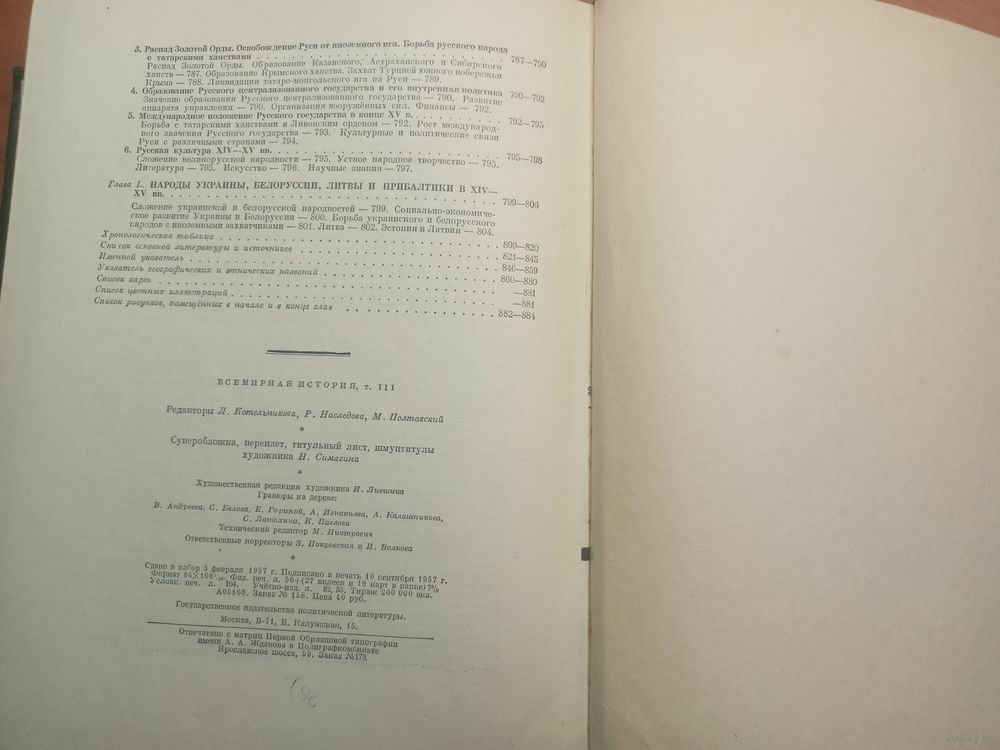 3. Распад Золотой Орды. Освобождение Руси от иноземного ига. Борьба русского народа
с татарскими ханствами . . . . . . . . . . . . . . . . . . . . . . . . . . . . . 787—790
Распад Золотой Орды. Образование Казанского, Астраханского и Сибирского
ханств — 787. Образование Крымского ханства. Захват Турцией южного побережья
Крыма — 788. Ликвидация татаро-монгольского ига на Руси — 789.
4. Образование Русского централизованного государства и его внутренняя политика 790—792
Значение образования Русского централизованного государства — 790. Развитие
аппарата управления — 790. Организация вооружённых сил. Финансы — 792.
5. Международное положение Русского государства в конце XV в. . . . . . . . . . 792—795
Борьба с татарскими ханствами и Ливонским орденом — 792. Рост международ-
ного значения Русского государства — 793. Культурные и политические связи
Руси с различными странами — 794.
6. Русская культура XIV—XV вв. . . . . . . . . . . . . . . . . . . . . . . 795—798
Сложение великорусской народности — 795. Устное народное творчество — 795.
Литература — 795. Искусство — 796. Научные знания — 797.
Глава L. НАРОДЫ УКРАИНЫ, БЕЛОРУССИИ, ЛИТВЫ И ПРИБАЛТИКИ В XIV—
XV вв. . . . . . . . . . . . . . . . . . . . . . . . . . . . . . . . 799—806
Сложение украинской и белорусской народностей — 799. Социально-экономиче-
ское развитие Украины и Белоруссии — 800. Борьба украинского и белорусского
народов с иноземными захватчиками — 801. Литва — 802. Эстония и Латвия — 804.
Хронологическая таблица . . . . . . . . . . . . . . . . . . . . . . 809—820
Список основной литературы и источников . . . . . . . . . . . . . . 821—845
Именной указатель . . . . . . . . . . . . . . . . . . . . . . . . . 846—859
Указатель географических и этнических названий . . . . . . . . . . . 860—880
Список карт . . . . . . . . . . . . . . . . . . . . . . . . . . . . —881
Список цветных иллюстраций . . . . . . . . . . . . . . . . . . . . . —881
Список рисунков, помещённых в начале и в конце глав . . . . . . . . . 882—884
ВСЕМИРНАЯ ИСТОРИЯ, т. III
Редакторы Л. Котельникова, Р. Наследова, М. Полтавский
*
Суперобложка, переплет, титульный лист, шмуцтитулы
художника Н. Симагина
*
Художественная редакция художника И. Лившица
Гравюры на дереве:
В. Андреева, С. Белова, Е. Гориной, А. Игнатьева, А. Калашникова,
С. Латохина, К. Павлова
Технический редактор М. Пиотрович
Ответственные корректоры З. Покровская и И. Волкова
*
Сдано в набор 5 февраля 1957 г. Подписано в печать 10 сентября 1957 г.
Формат 84×108¹/₁₆. Физ. печ. л. 56+(27 вклеек и 19 карт в папке)7³/₈
Условн. печ. л. 104. Учётно-изд. л. 82,53. Тираж 200 000 экз.
А05168. Заказ № 158. Цена 40 руб.
Государственное издательство политической литературы.
Москва, В-71, Б. Калужская, 15.
Отпечатано с матриц Первой Образцовой типографии
имени А. А. Жданова в Полиграфкомбинате
Ярославское шоссе, 59. Заказ №173.
www.ay.by